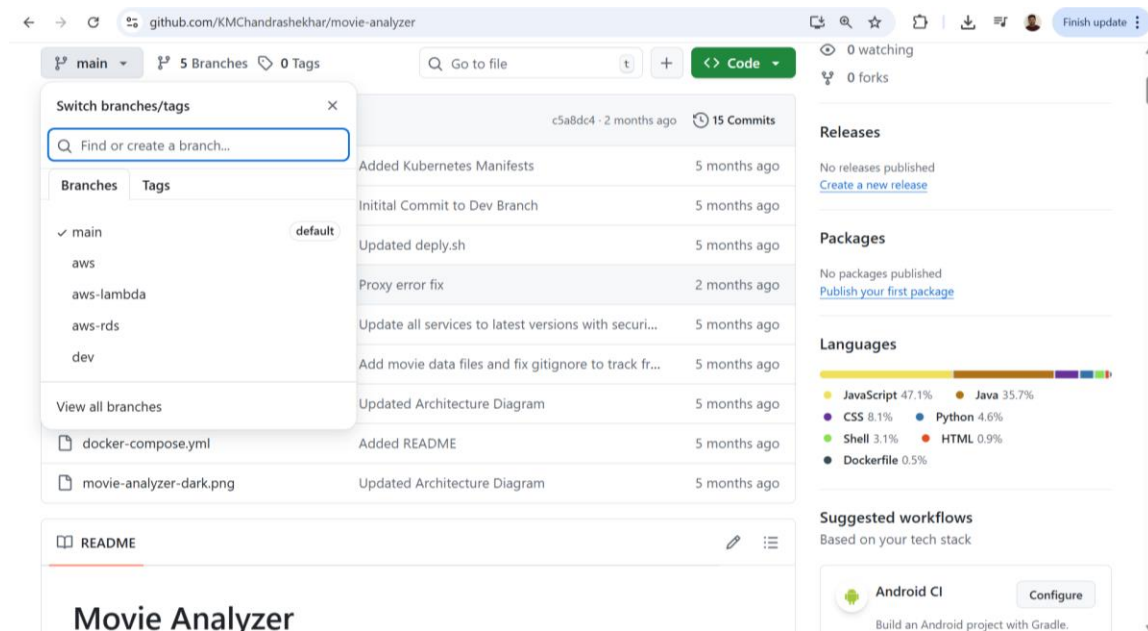 github.com/KMChandrashekhar/movie-analyzer
Finish update
main
5 Branches
0 Tags
Go to file
t
Code
Switch branches/tags
Find or create a branch...
Branches
Tags
main
default
aws
aws-lambda
aws-rds
dev
View all branches
c5a8dc4 · 2 months ago
15 Commits
Added Kubernetes Manifests
5 months ago
Initital Commit to Dev Branch
5 months ago
Updated deply.sh
5 months ago
Proxy error fix
2 months ago
Update all services to latest versions with securi...
5 months ago
Add movie data files and fix gitignore to track fr...
5 months ago
Updated Architecture Diagram
5 months ago
docker-compose.yml
Added README
5 months ago
movie-analyzer-dark.png
Updated Architecture Diagram
5 months ago
README
Movie Analyzer
0 watching
0 forks
Releases
No releases published
Create a new release
Packages
No packages published
Publish your first package
Languages
JavaScript 47.1%
Java 35.7%
CSS 8.1%
Python 4.6%
Shell 3.1%
HTML 0.9%
Dockerfile 0.5%
Suggested workflows
Based on your tech stack
Android CI
Configure
Build an Android project with Gradle.